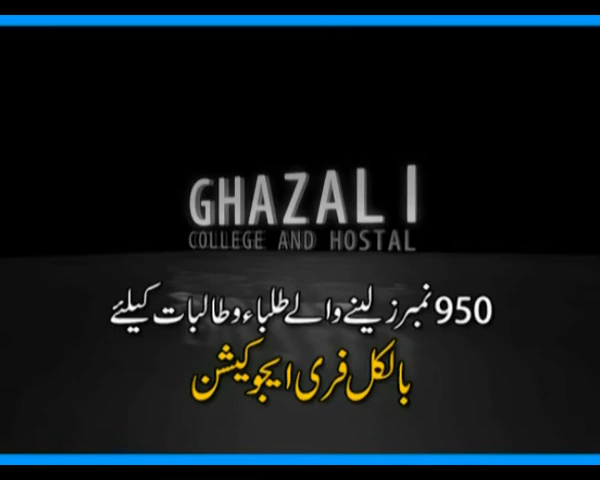 GHAZALI
COLLEGE AND HOSTAL
950 نمبرز لینے والے طلباء و طالبات کیلئے
بالکل فری ایجوکیشن